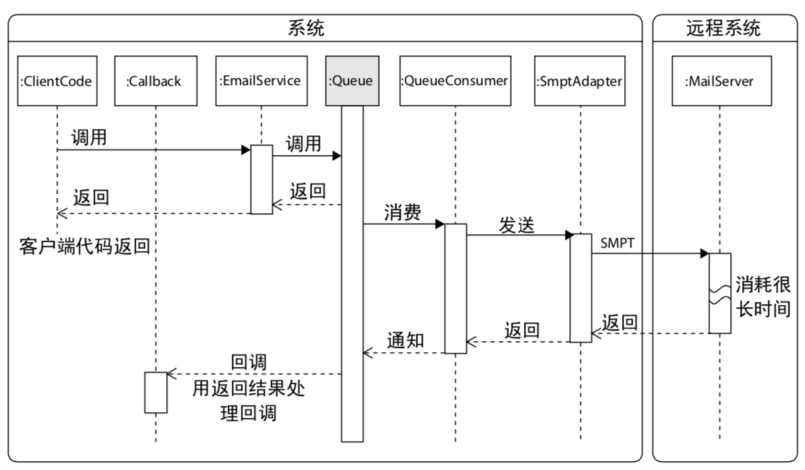 系统
远程系统
:ClientCode
:Callback
:EmailService
:Queue
:QueueConsumer
:SmptAdapter
:MailServer
调用
调用
返回
返回
消费
发送
SMPT
客户端代码返回
消耗很
长时间
返回
返回
通知
回调
用返回结果处
理回调